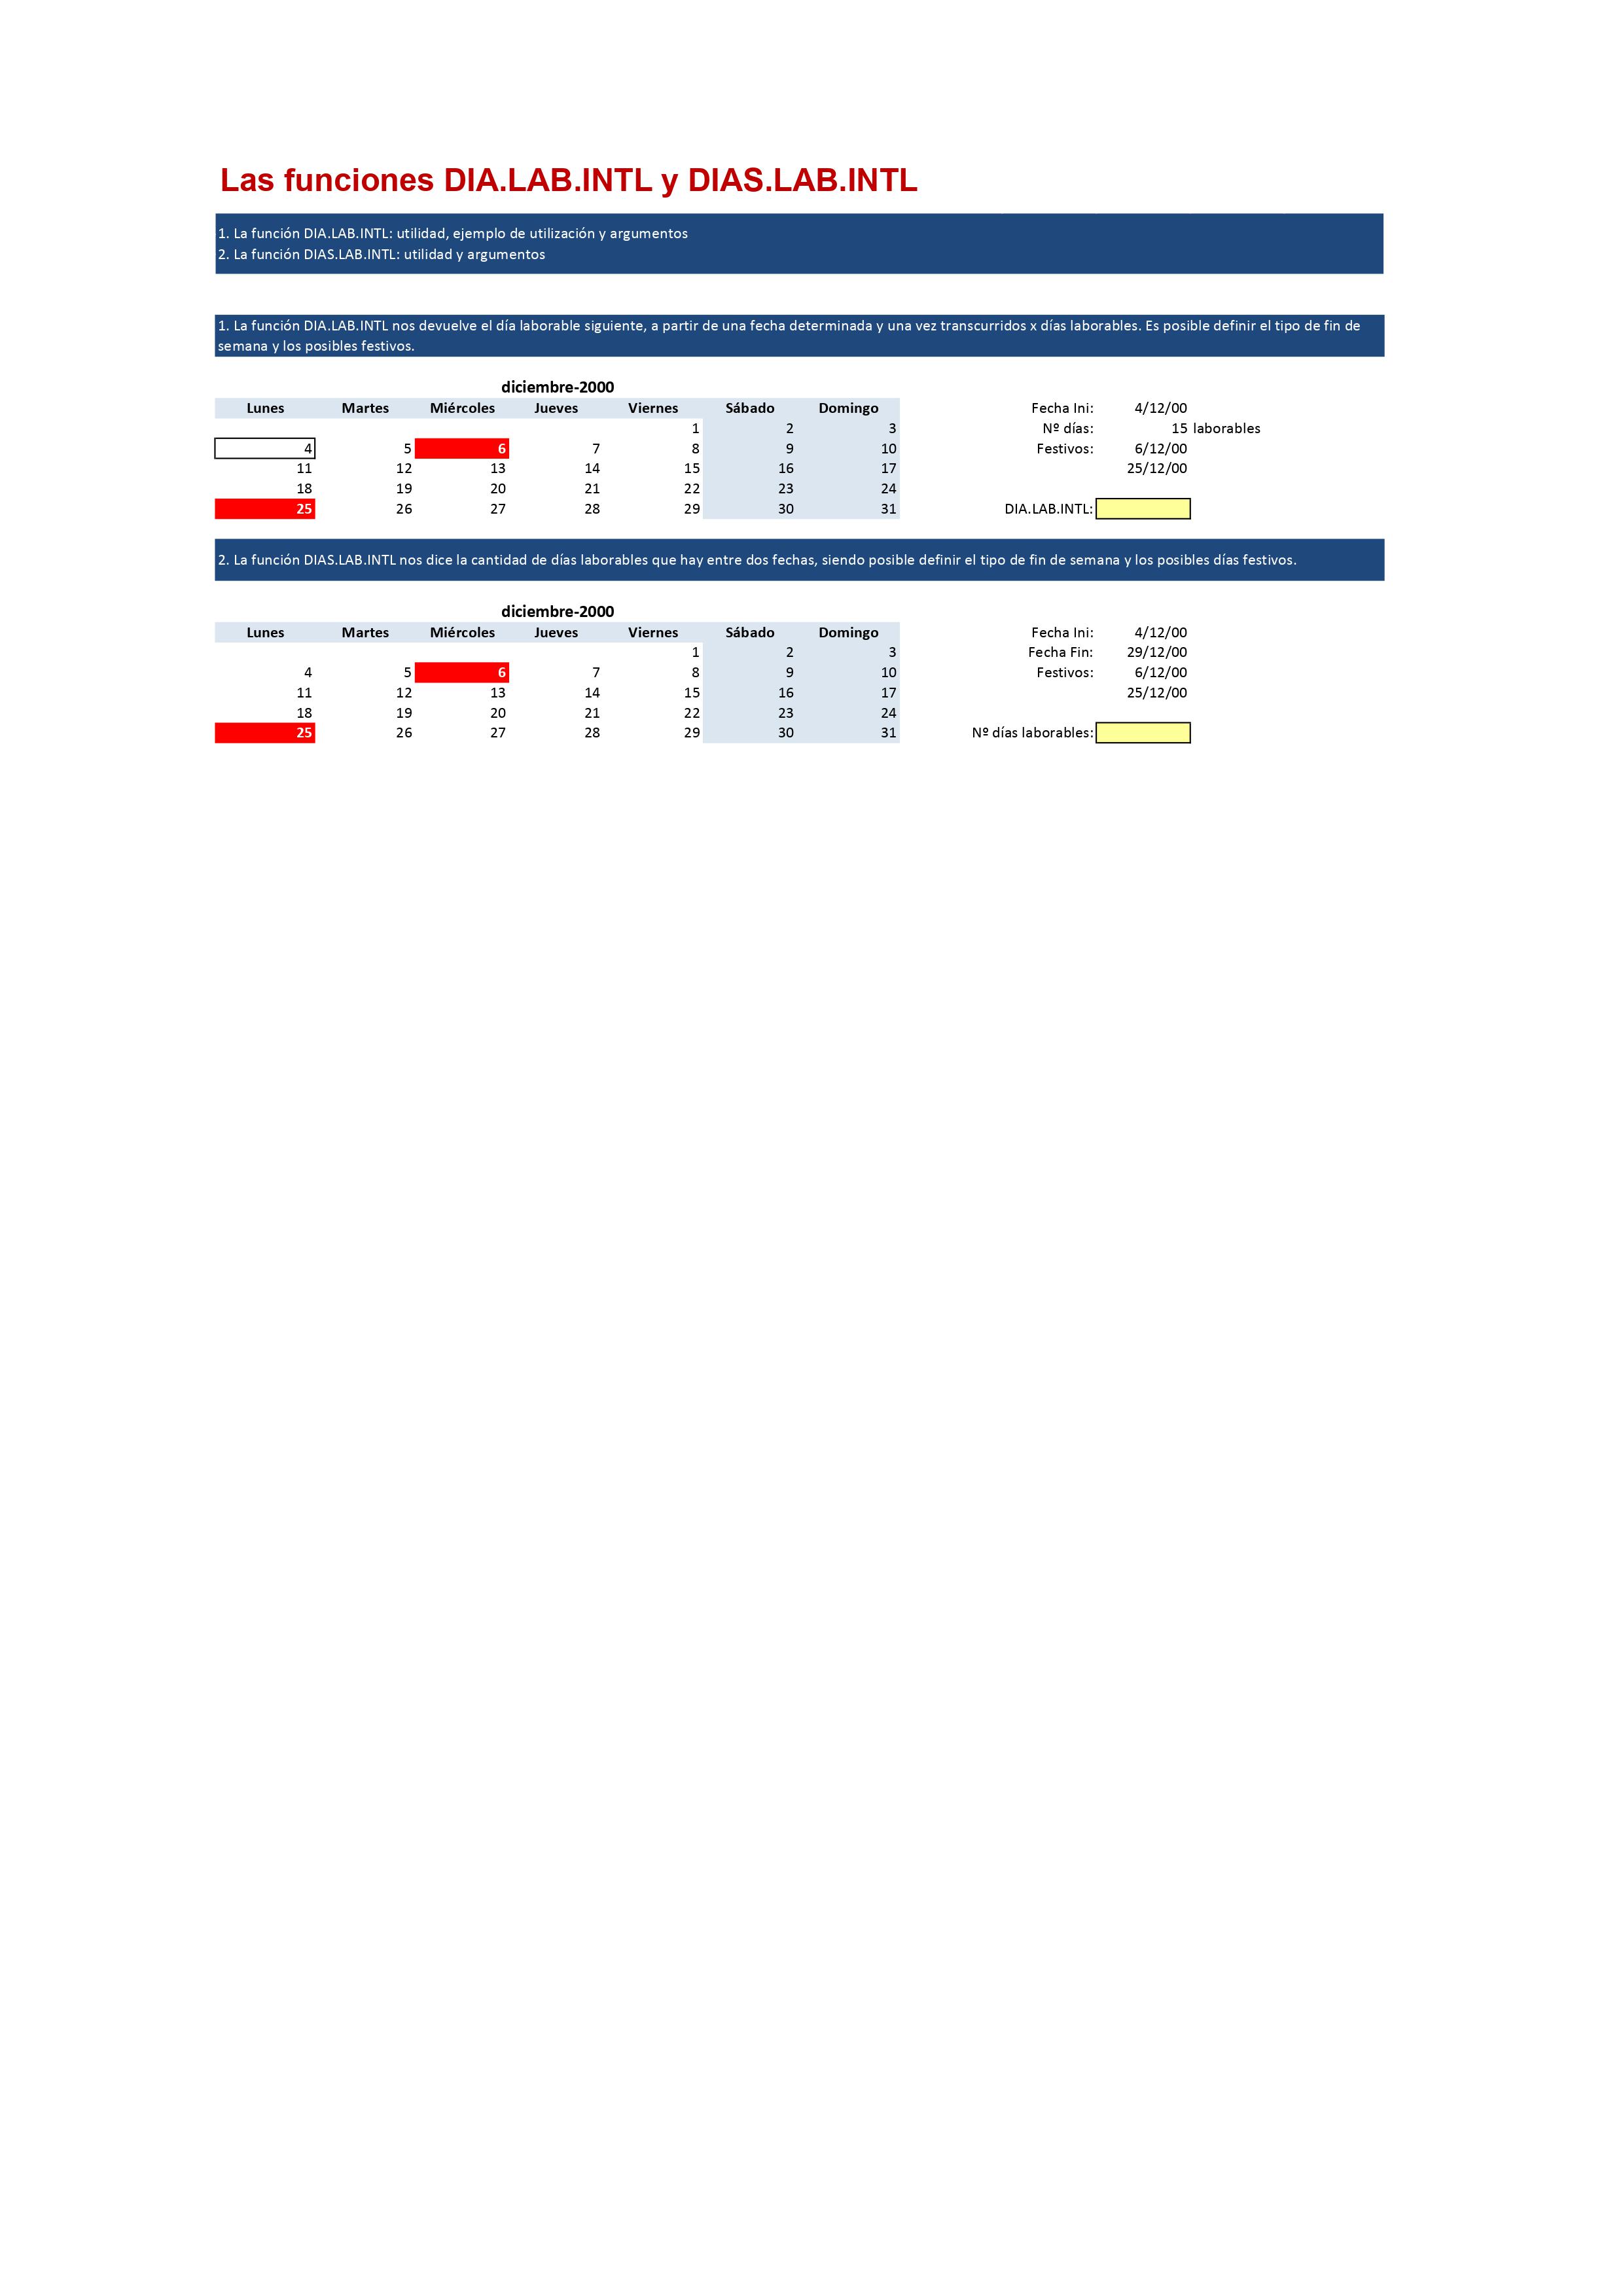 Las funciones DIA.LAB.INTL y DIAS.LAB.INTL
1. La función DIA.LAB.INTL: utilidad, ejemplo de utilización y argumentos
2. La función DIAS.LAB.INTL: utilidad y argumentos
1. La función DIA.LAB.INTL nos devuelve el día laborable siguiente, a partir de una fecha determinada y una vez transcurridos x días laborables. Es posible definir el tipo de fin de
semana y los posibles festivos.
diciembre-2000
Lunes Martes Miércoles Jueves Viernes Sábado Domingo Fecha Ini: 4/12/00
1 2 3 Nº días: 15 laborables
4 5 6 7 8 9 10 Festivos: 6/12/00
11 12 13 14 15 16 17 25/12/00
18 19 20 21 22 23 24
25 26 27 28 29 30 31 DIA.LAB.INTL:
2. La función DIAS.LAB.INTL nos dice la cantidad de días laborables que hay entre dos fechas, siendo posible definir el tipo de fin de semana y los posibles días festivos.
diciembre-2000
Lunes Martes Miércoles Jueves Viernes Sábado Domingo Fecha Ini: 4/12/00
1 2 3 Fecha Fin: 29/12/00
4 5 6 7 8 9 10 Festivos: 6/12/00
11 12 13 14 15 16 17 25/12/00
18 19 20 21 22 23 24
25 26 27 28 29 30 31 Nº días laborables: